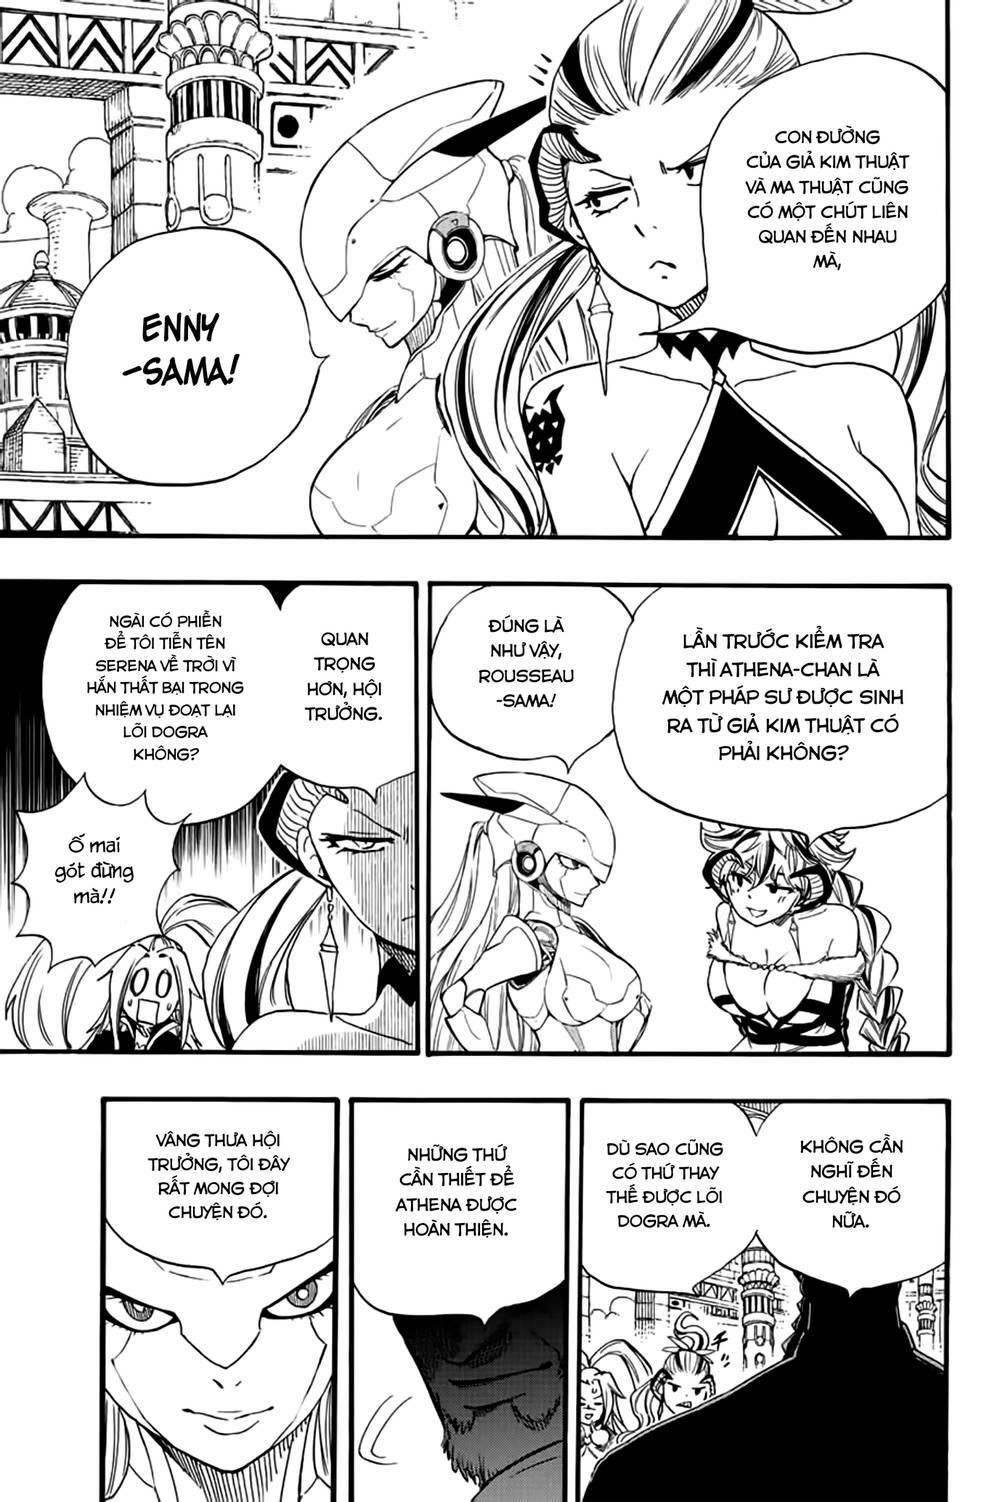 CON ĐƯỜNG
CỦA GIẢ KIM THUẬT
VÀ MA THUẬT CŨNG
CÓ MỘT CHÚT LIÊN
QUAN ĐẾN NHAU
MÀ,
ENNY
-SAMA!
LẦN TRƯỚC KIỂM TRA
THÌ ATHENA-CHAN LÀ
MỘT PHÁP SƯ ĐƯỢC SINH
RA TỪ GIẢ KIM THUẬT CÓ
PHẢI KHÔNG?
ĐÚNG LÀ
NHƯ VẬY,
ROUSSEAU
-SAMA!
QUAN
TRỌNG
HƠN, HỘI
TRƯỞNG.
NGÀI CÓ PHIỀN
ĐỂ TÔI TIỄN TÊN
SERENA VỀ TRỜI VÌ
HẮN THẤT BẠI TRONG
NHIỆM VỤ ĐOẠT LẠI
LÕI DOGRA
KHÔNG?
Ố mai
gót đừng
mà!!
KHÔNG CẦN
NGHĨ ĐẾN
CHUYỆN ĐÓ
NỮA.
DÙ SAO CŨNG
CÓ THỨ THAY
THẾ ĐƯỢC LÕI
DOGRA MÀ.
NHỮNG THỨ
CẦN THIẾT ĐỂ
ATHENA ĐƯỢC
HOÀN THIỆN.
VÂNG THƯA HỘI
TRƯỞNG, TÔI ĐÂY
RẤT MONG ĐỢI
CHUYỆN ĐÓ.